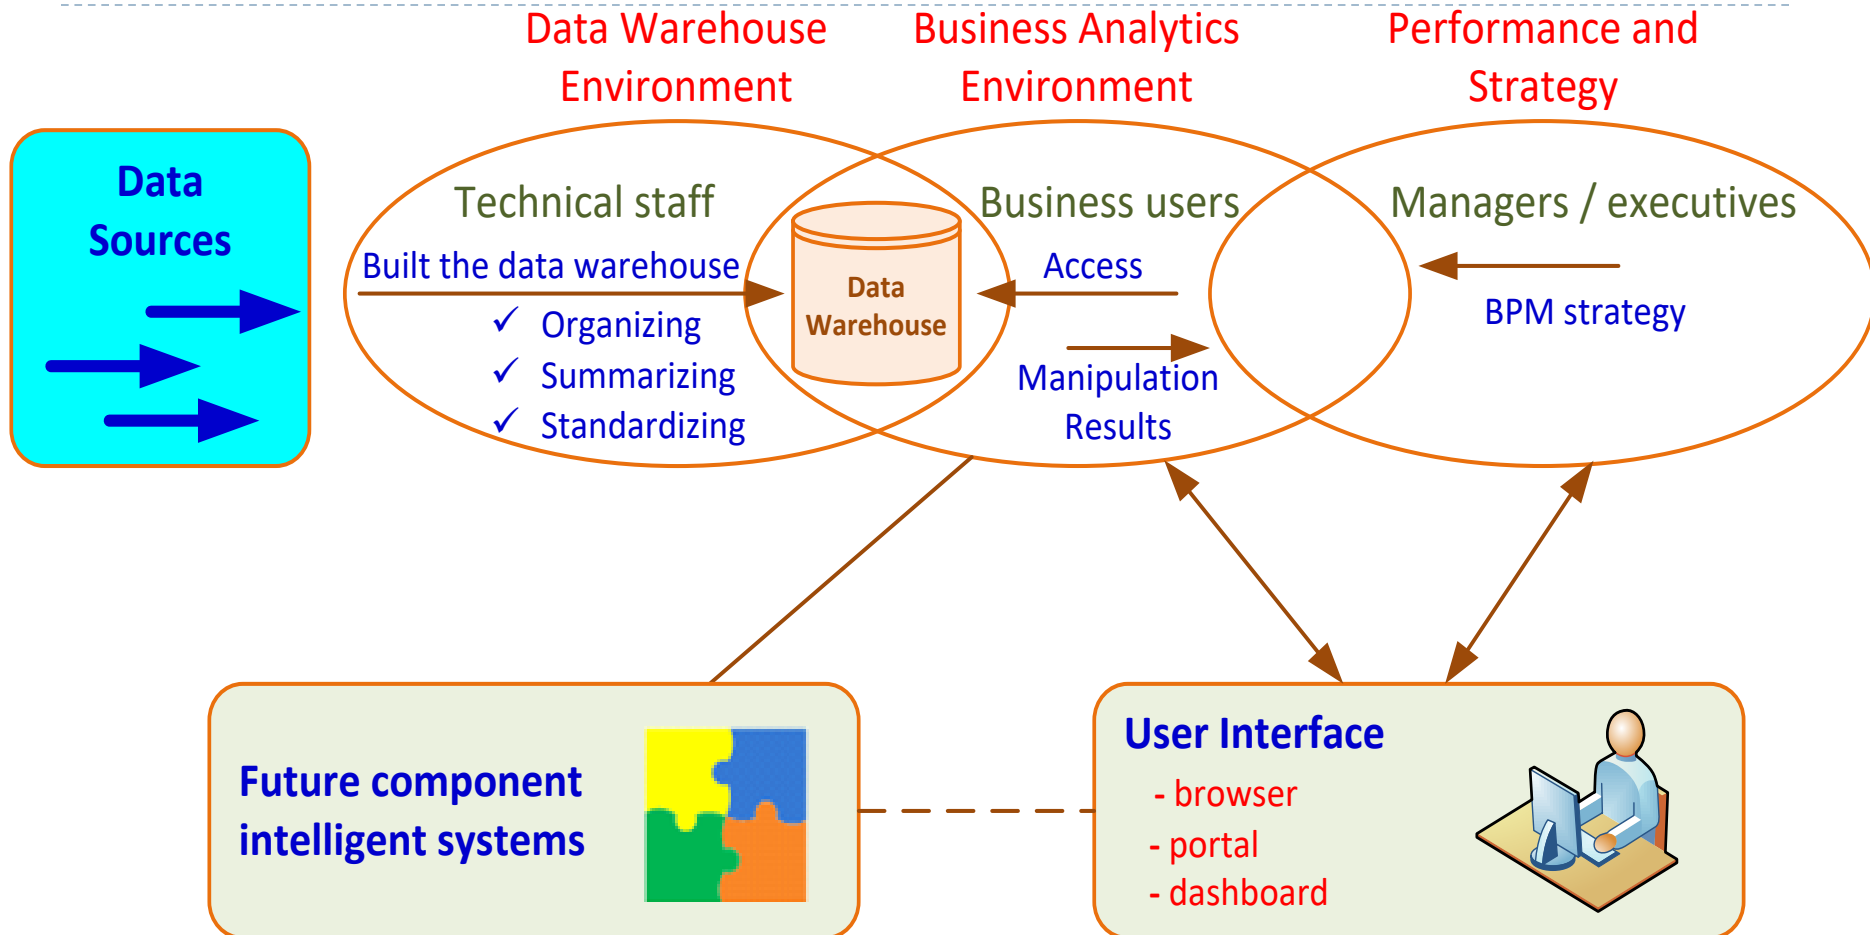 Data Warehouse
Environment
Business Analytics
Environment
Performance and
Strategy
Data
Sources
Technical staff
Built the data warehouse
✓ Organizing
✓ Summarizing
✓ Standardizing
Data
Warehouse
Business users
Access
Manipulation
Results
Managers / executives
BPM strategy
Future component
intelligent systems
User Interface
- browser
- portal
- dashboard